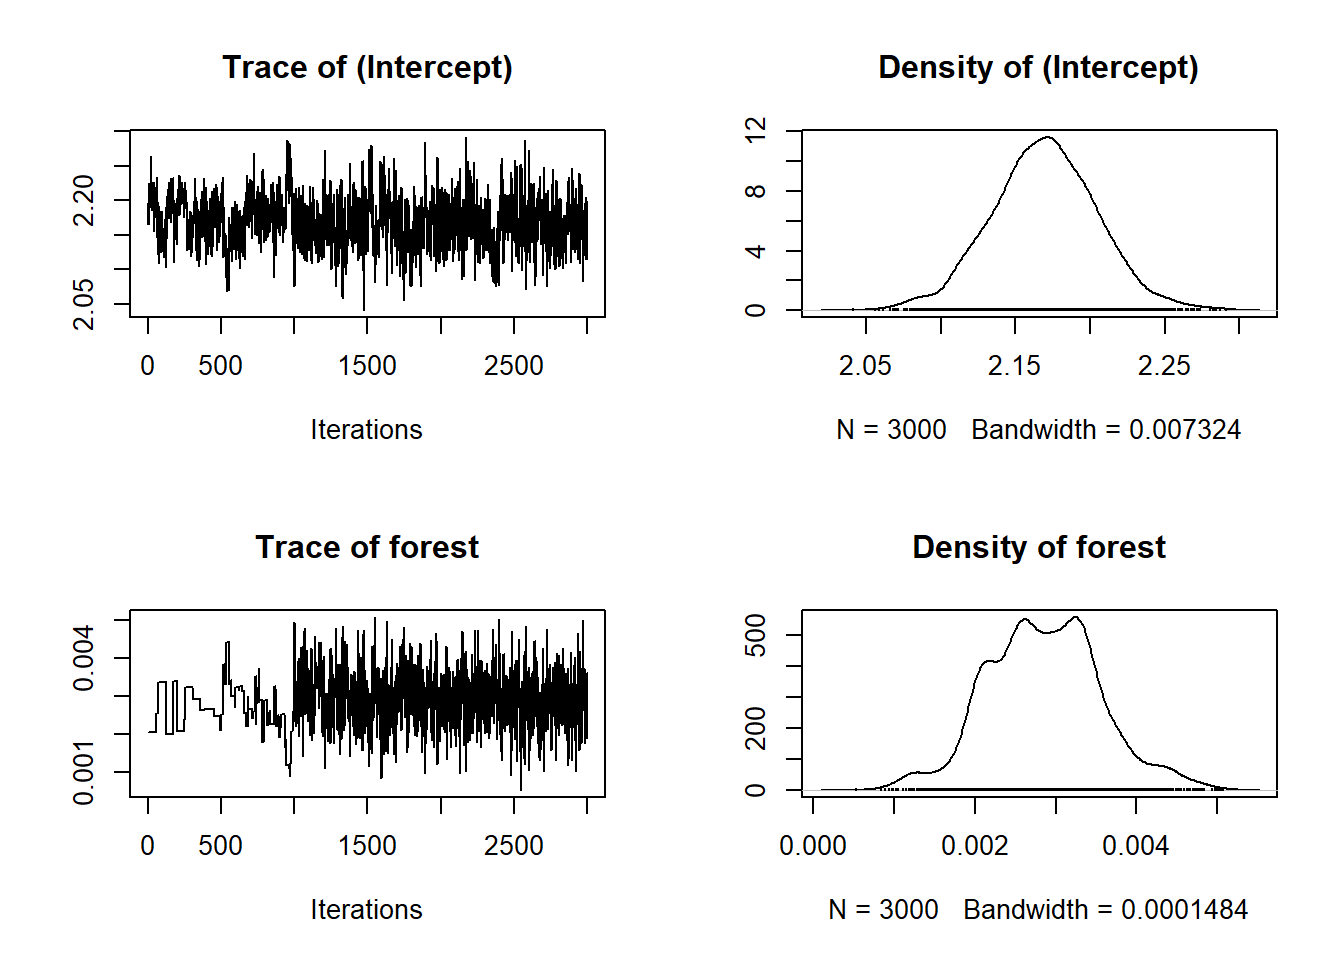 Trace of (Intercept)
2.20
2.05
0 500 1500 2500
Iterations
Density of (Intercept)
12
8
4
0
2.05 2.15 2.25
N = 3000 Bandwidth = 0.007324
Trace of forest
0.004
0.001
0 500 1500 2500
Iterations
Density of forest
500
200
0
0.000 0.002 0.004
N = 3000 Bandwidth = 0.0001484